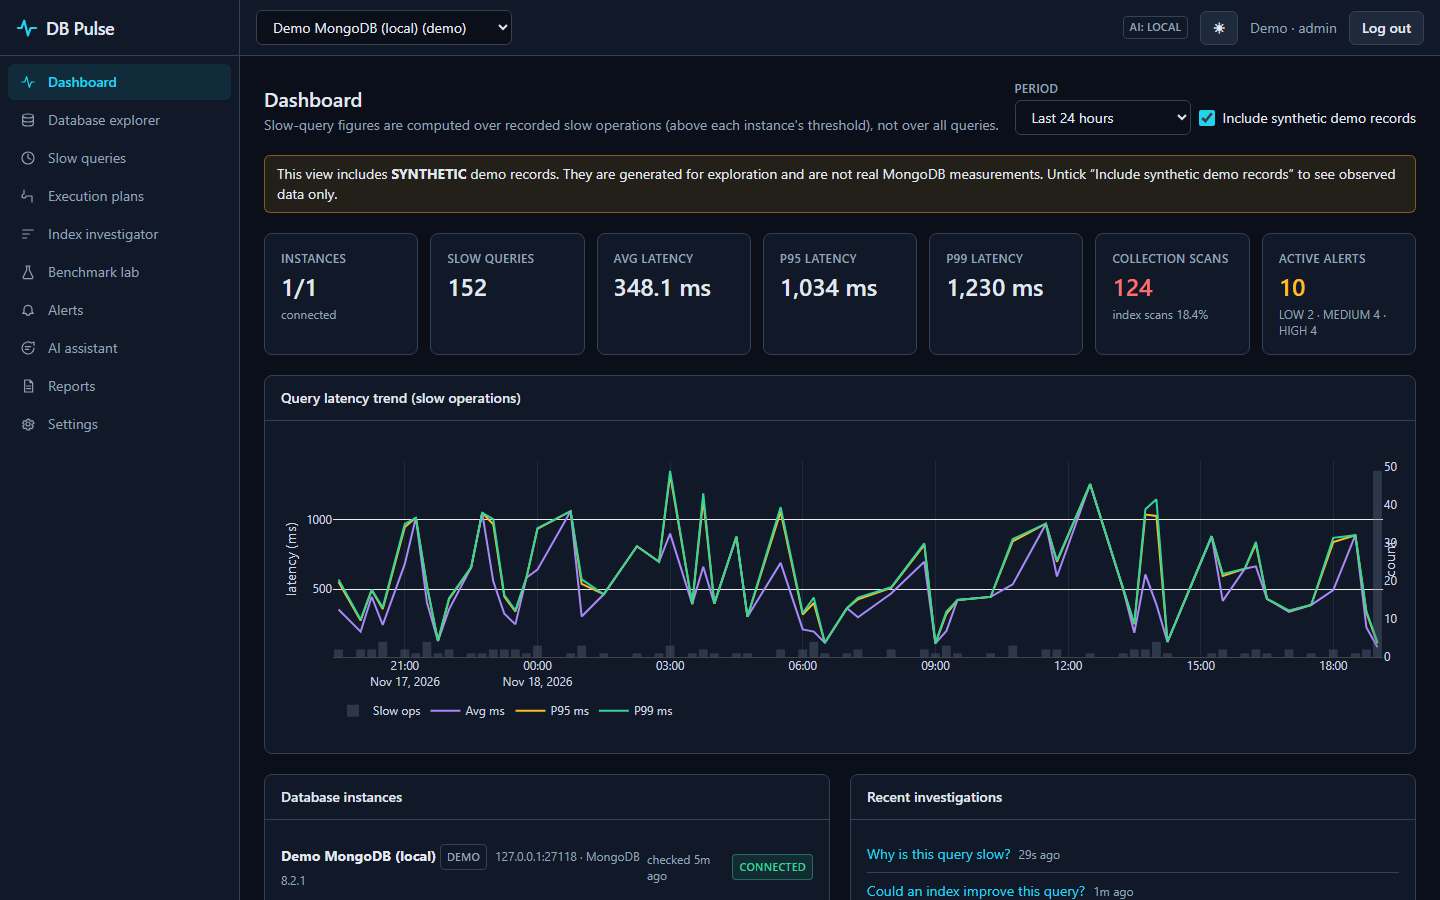 DB Pulse
Demo MongoDB (local) (demo)
AI: LOCAL
Demo · admin
Log out
Dashboard
Database explorer
Slow queries
Execution plans
Index investigator
Benchmark lab
Alerts
AI assistant
Reports
Settings
Dashboard
Slow-query figures are computed over recorded slow operations (above each instance's threshold), not over all queries.
PERIOD
Last 24 hours
Include synthetic demo records
This view includes SYNTHETIC demo records. They are generated for exploration and are not real MongoDB measurements. Untick “Include synthetic demo records” to see observed
data only.
INSTANCES
1/1
connected
SLOW QUERIES
152
AVG LATENCY
348.1 ms
P95 LATENCY
1,034 ms
P99 LATENCY
1,230 ms
COLLECTION SCANS
124
index scans 18.4%
ACTIVE ALERTS
10
LOW 2 · MEDIUM 4 ·
HIGH 4
Query latency trend (slow operations)
latency (ms)
1000
500
50
40
30
20
10
0
count
21:00
Nov 17, 2026
00:00
Nov 18, 2026
03:00
06:00
09:00
12:00
15:00
18:00
Slow ops
Avg ms
P95 ms
P99 ms
Database instances
Demo MongoDB (local)
DEMO
127.0.0.1:27118 · MongoDB
8.2.1
checked 5m
ago
CONNECTED
Recent investigations
Why is this query slow? 29s ago
Could an index improve this query? 1m ago